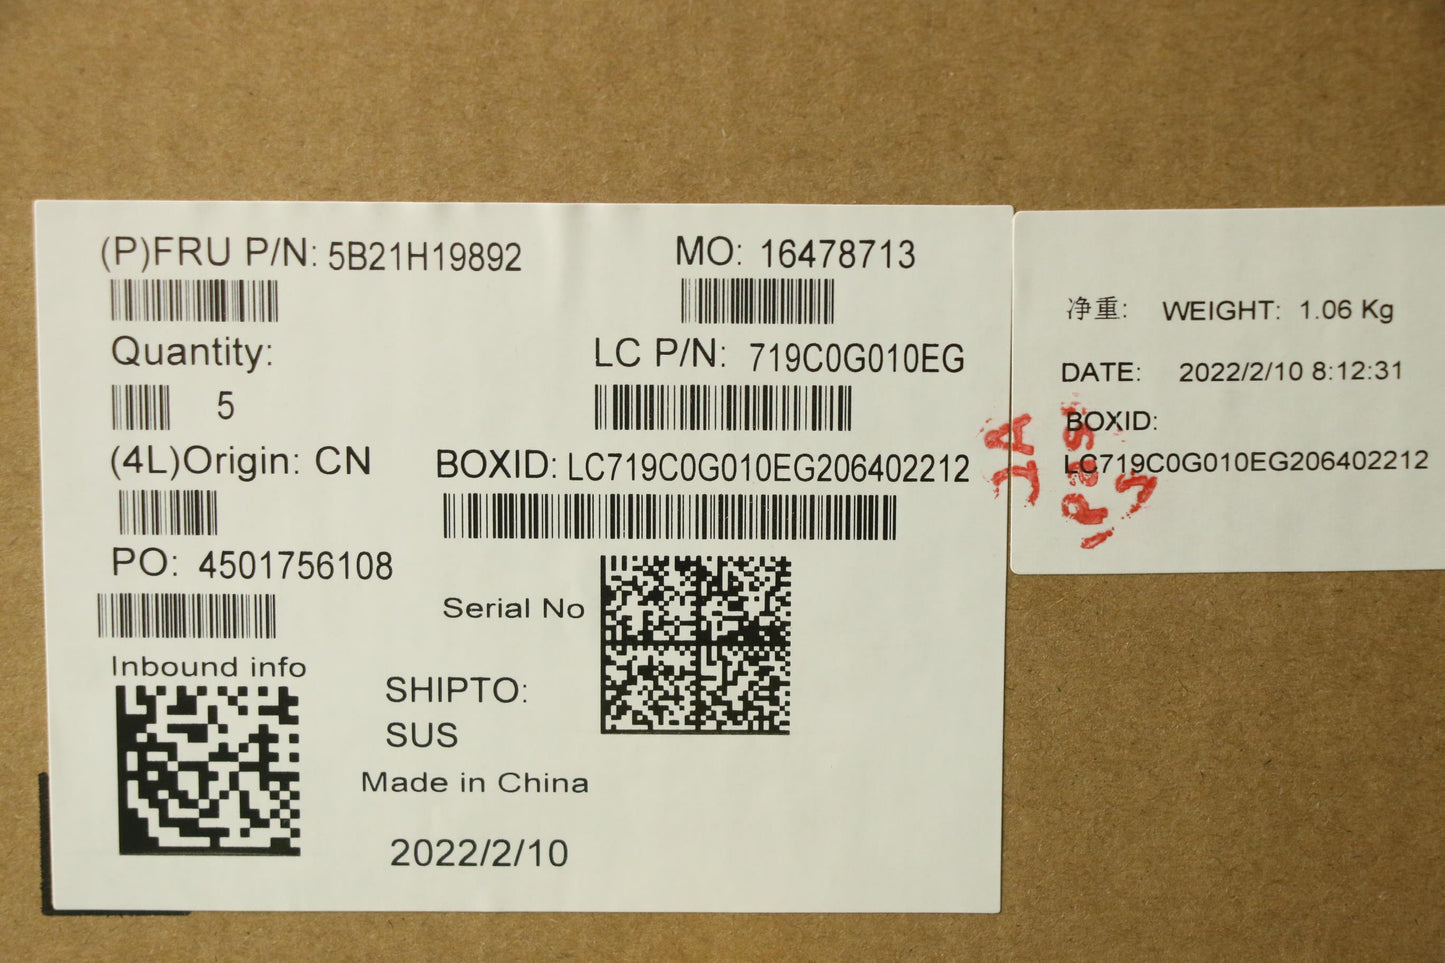 (P)FRU P/N: 5B21H19892
MO: 16478713
Quantity:
5
LC P/N: 719C0G010EG
(4L)Origin: CN
BOXID: LC719C0G010EG206402212
PO: 4501756108
Serial No
Inbound info
SHIPTO:
SUS
Made in China
2022/2/10
净重: WEIGHT: 1.06 Kg
DATE: 2022/2/10 8:12:31
BOXID:
LC719C0G010EG206402212